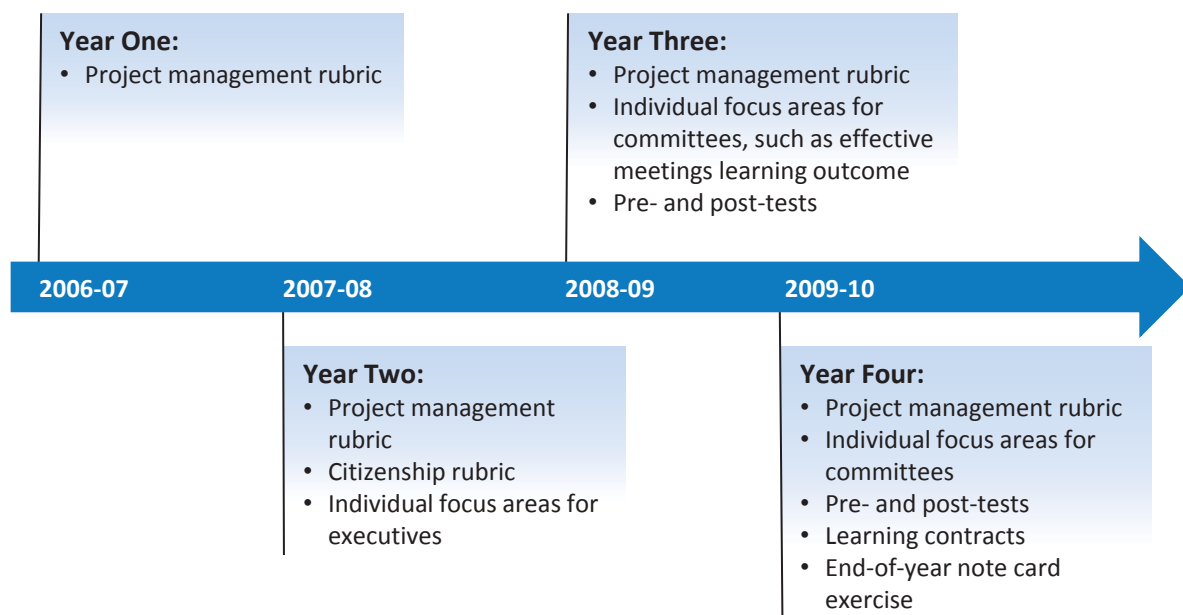 Year One:
• Project management rubric
Year Three:
• Project management rubric
• Individual focus areas for
committees, such as effective
meetings learning outcome
• Pre- and post-tests
2006-07
2007-08
2008-09
2009-10
Year Two:
• Project management
rubric
• Citizenship rubric
• Individual focus areas for
executives
Year Four:
• Project management rubric
• Individual focus areas for
committees
• Pre- and post-tests
• Learning contracts
• End-of-year note card
exercise